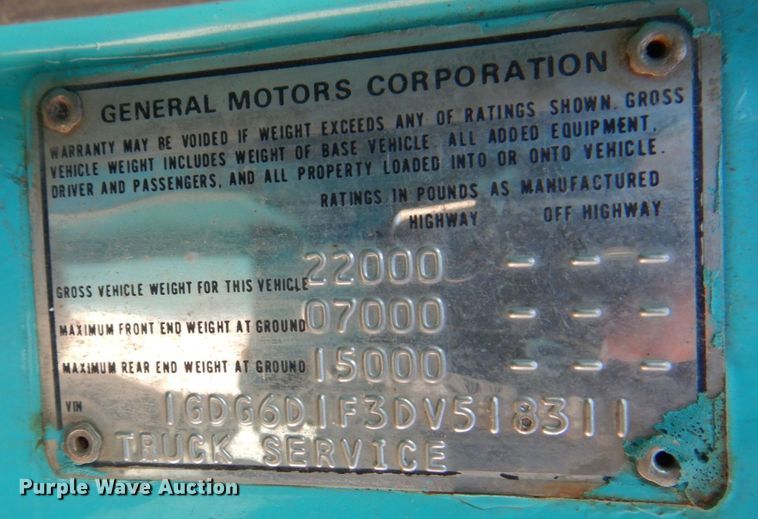 GENERAL MOTORS CORPORATION
WARRANTY MAY BE VOIDED IF WEIGHT EXCEEDS ANY OF RATINGS SHOWN. GROSS
VEHICLE WEIGHT INCLUDES WEIGHT OF BASE VEHICLE. ALL ADDED EQUIPMENT,
DRIVER AND PASSENGERS, AND ALL PROPERTY LOADED INTO OR ONTO VEHICLE.
RATINGS IN POUNDS AS MANUFACTURED
HIGHWAY OFF HIGHWAY
GROSS VEHICLE WEIGHT FOR THIS VEHICLE 22000 - - -
MAXIMUM FRONT END WEIGHT AT GROUND 07000 - - -
MAXIMUM REAR END WEIGHT AT GROUND 15000 - - -
VIN 1GDG6D1F3DV518311
TRUCK SERVICE
Purple Wave Auction